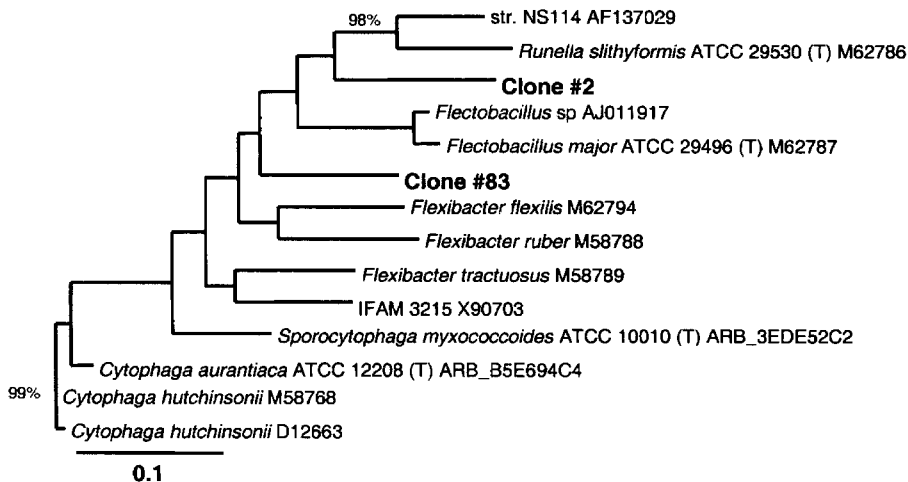 98%
str. NS114 AF137029
Runella slithyformis ATCC 29530 (T) M62786
Clone #2
Flectobacillus sp AJ011917
Flectobacillus major ATCC 29496 (T) M62787
Clone #83
Flexibacter flexilis M62794
Flexibacter ruber M58788
Flexibacter tractuosus M58789
IFAM 3215 X90703
Sporocytophaga myxococcoides ATCC 10010 (T) ARB_3EDE52C2
Cytophaga aurantiaca ATCC 12208 (T) ARB_B5E694C4
99%
Cytophaga hutchinsonii M58768
Cytophaga hutchinsonii D12663
0.1